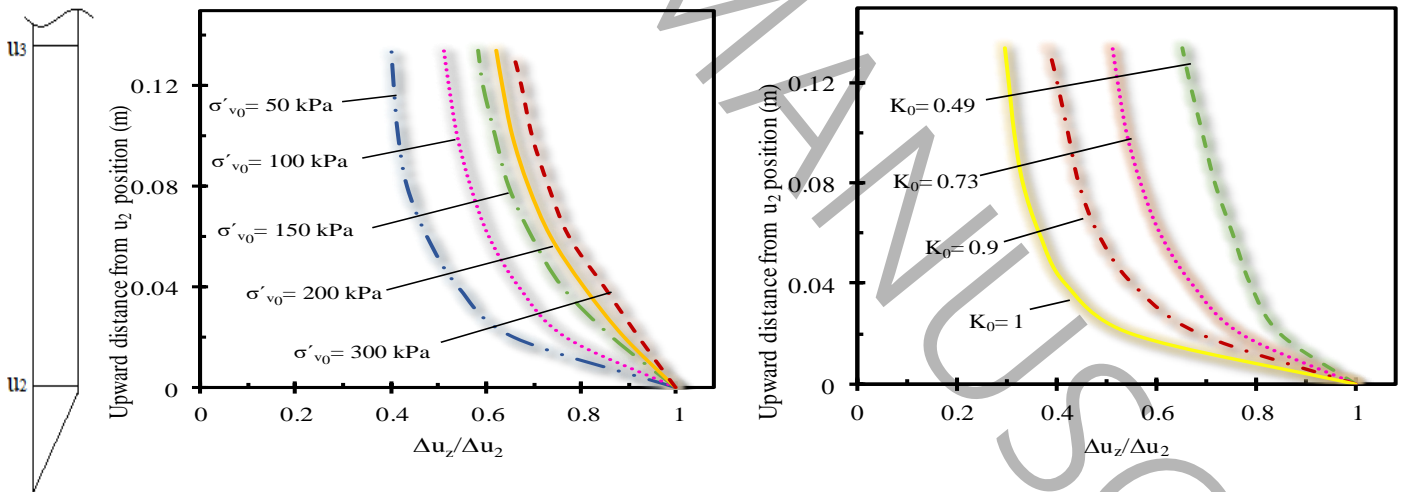 u3
u2
Upward distance from u2 position (m)
0.12
0.08
0.04
0
σ′v0= 50 kPa
σ′v0= 100 kPa
σ′v0= 150 kPa
σ′v0= 200 kPa
σ′v0= 300 kPa
0 0.2 0.4 0.6 0.8 1
Δuz/Δu2
Upward distance from u2 position (m)
0.12
0.08
0.04
0
K0= 0.49
K0= 0.73
K0= 0.9
K0= 1
0 0.2 0.4 0.6 0.8 1
Δuz/Δu2
MANUSC